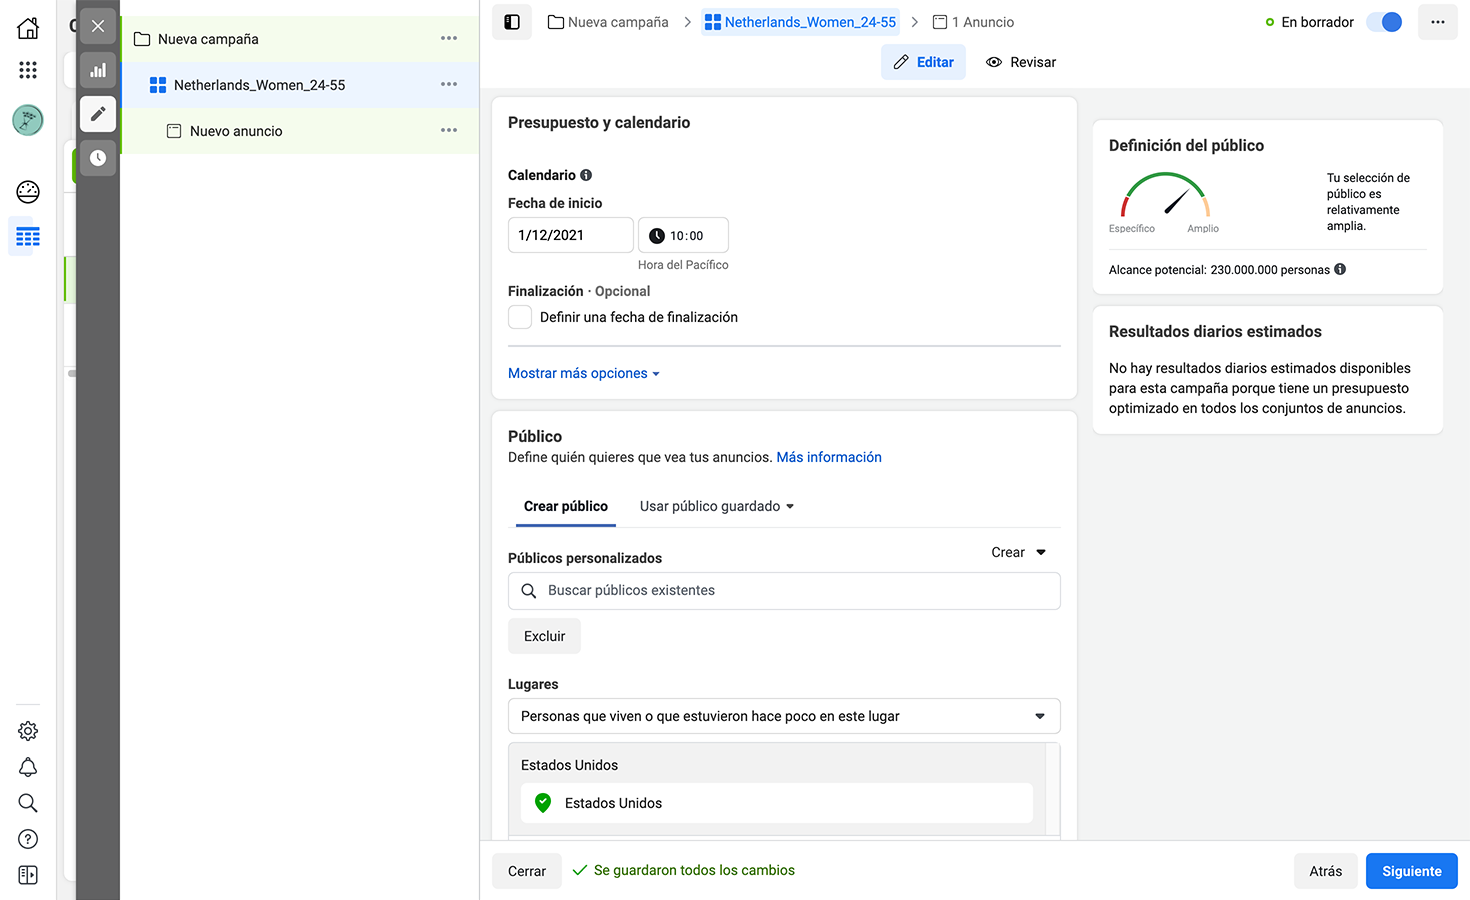 Nueva campaña
Netherlands_Women_24-55
Nuevo anuncio
Nueva campaña
Netherlands_Women_24-55
1 Anuncio
En borrador
Editar
Revisar
Presupuesto y calendario
Calendario
Fecha de inicio
1/12/2021
10:00
Hora del Pacífico
Finalización · Opcional
Definir una fecha de finalización
Mostrar más opciones
Público
Define quién quieres que vea tus anuncios. Más información
Crear público
Usar público guardado
Públicos personalizados
Crear
Buscar públicos existentes
Excluir
Lugares
Personas que viven o que estuvieron hace poco en este lugar
Estados Unidos
Estados Unidos
Cerrar
Se guardaron todos los cambios
Atrás
Siguiente
Definición del público
Específico
Amplio
Tu selección de
público es
relativamente
amplia.
Alcance potencial: 230.000.000 personas
Resultados diarios estimados
No hay resultados diarios estimados disponibles
para esta campaña porque tiene un presupuesto
optimizado en todos los conjuntos de anuncios.